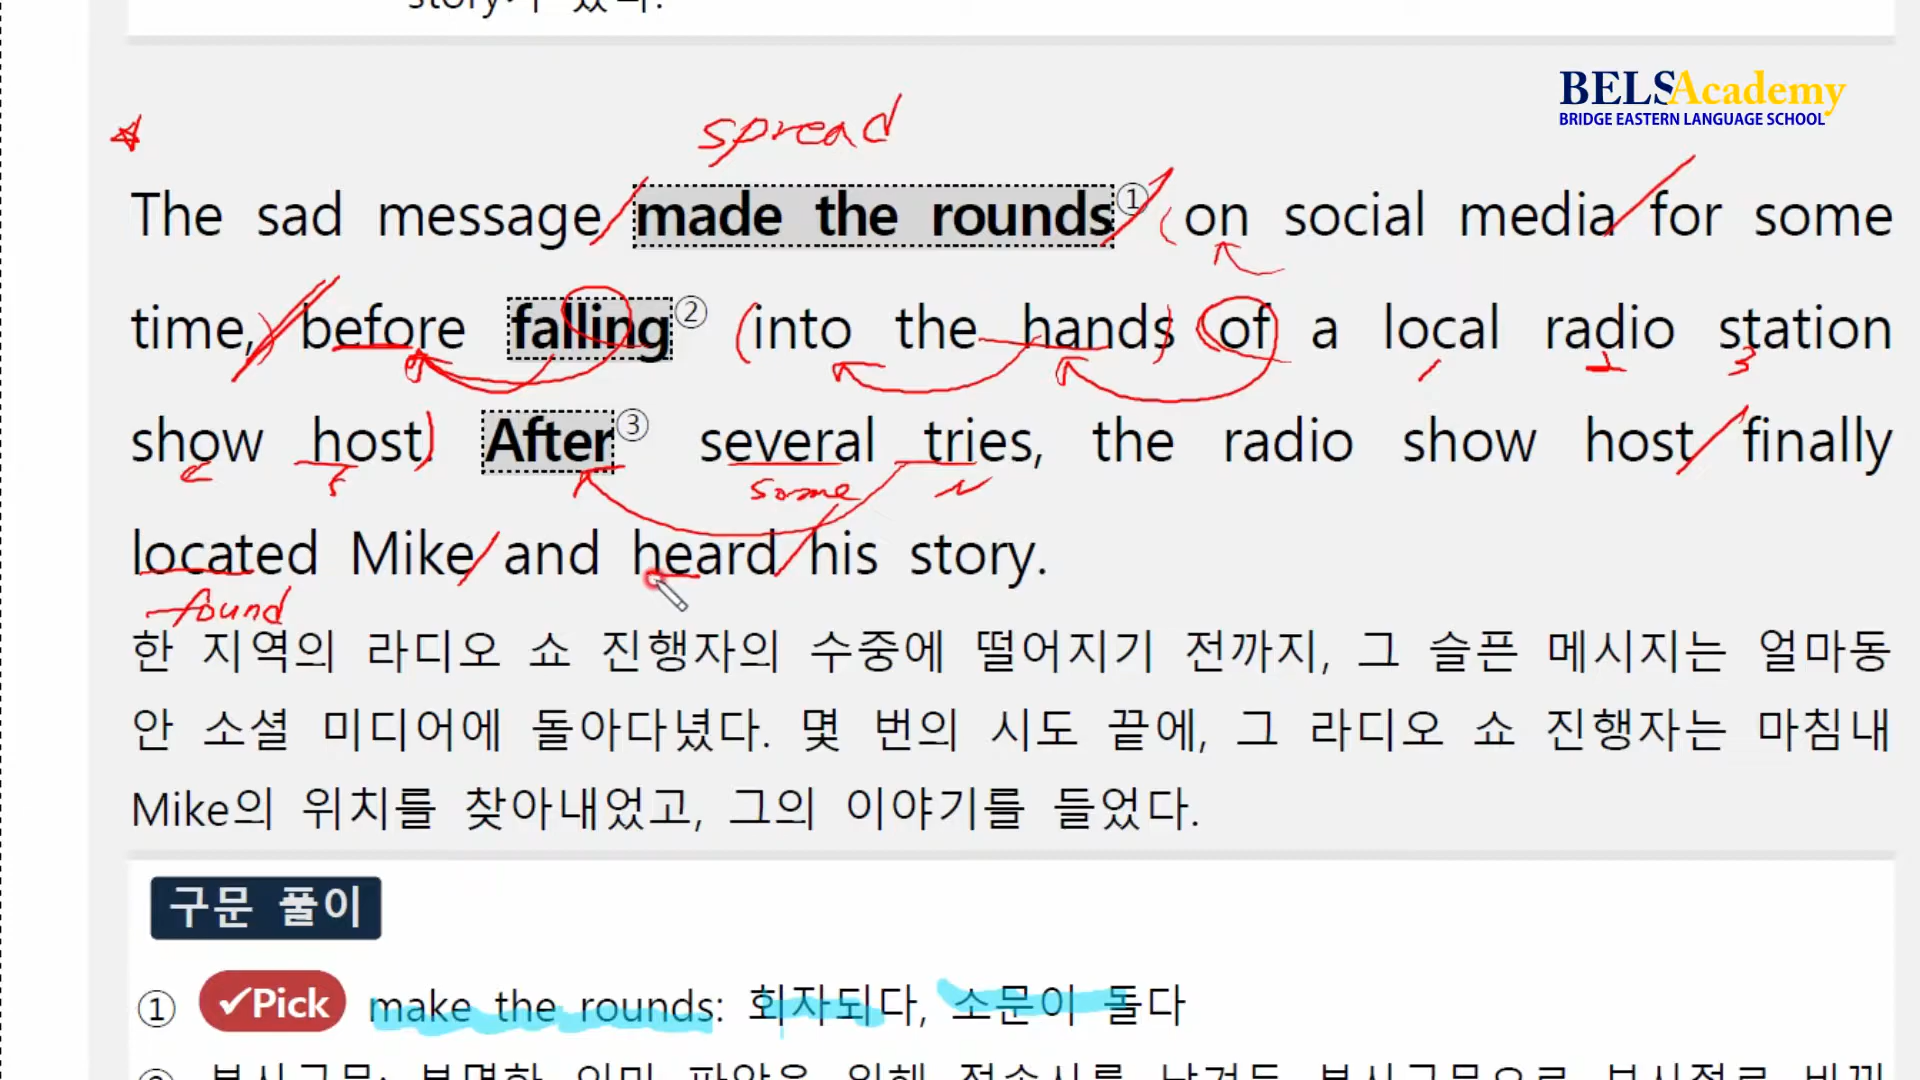 BELSAcademy
BRIDGE EASTERN LANGUAGE SCHOOL
spread
The sad message made the rounds① on social media for some
time, before falling② (into the hands) of a local radio station
1 2 3
show host) After③ several tries, the radio show host finally
some N
located Mike and heard his story.
found
한 지역의 라디오 쇼 진행자의 수중에 떨어지기 전까지, 그 슬픈 메시지는 얼마동
안 소셜 미디어에 돌아다녔다. 몇 번의 시도 끝에, 그 라디오 쇼 진행자는 마침내
Mike의 위치를 찾아내었고, 그의 이야기를 들었다.
구문 풀이
① ✓Pick make the rounds: 회자되다, 소문이 돌다